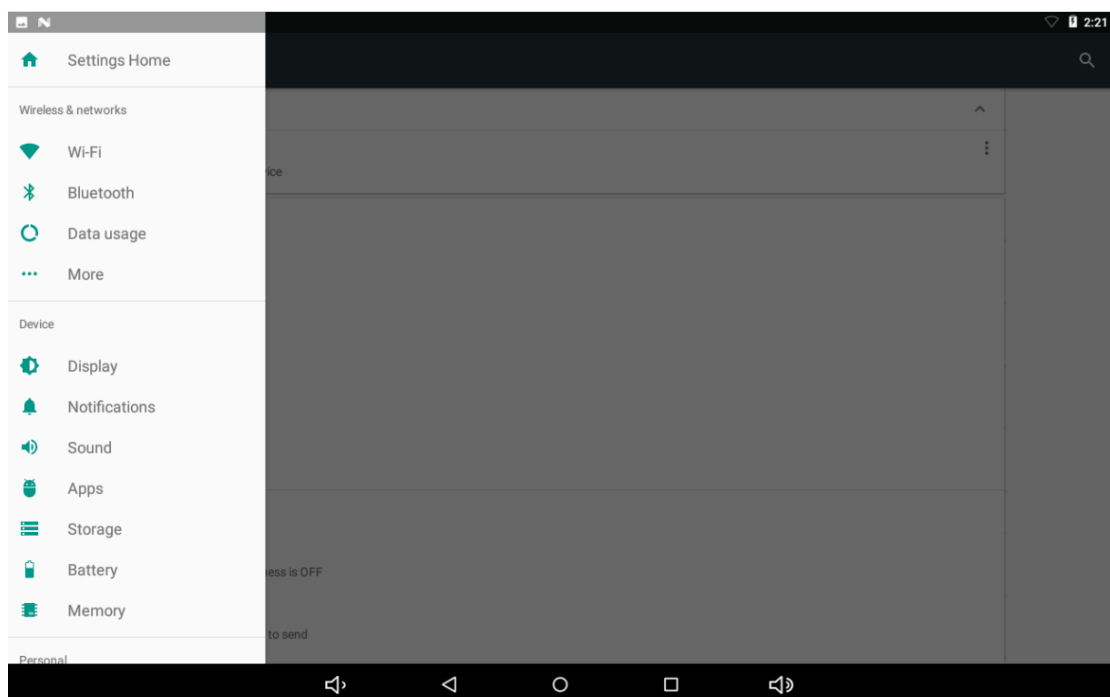 2:21
Settings Home
Wireless & networks
Wi-Fi
vice
Bluetooth
Data usage
More
Device
Display
Notifications
Sound
Apps
Storage
Battery
ness is OFF
Memory
to send
Personal